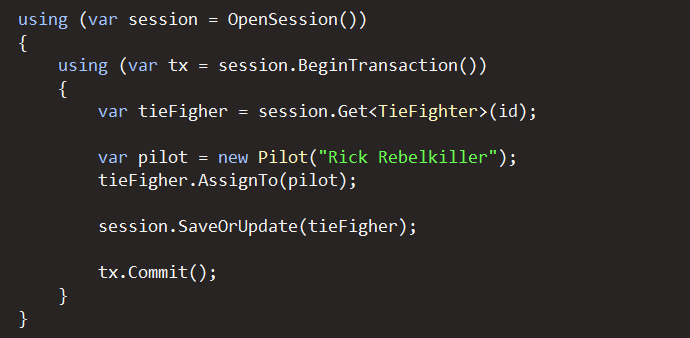 using (var session = OpenSession())
{
    using (var tx = session.BeginTransaction())
    {
        var tieFigher = session.Get<TieFighter>(id);

        var pilot = new Pilot("Rick Rebelkiller");
        tieFigher.AssignTo(pilot);

        session.SaveOrUpdate(tieFigher);

        tx.Commit();
    }
}